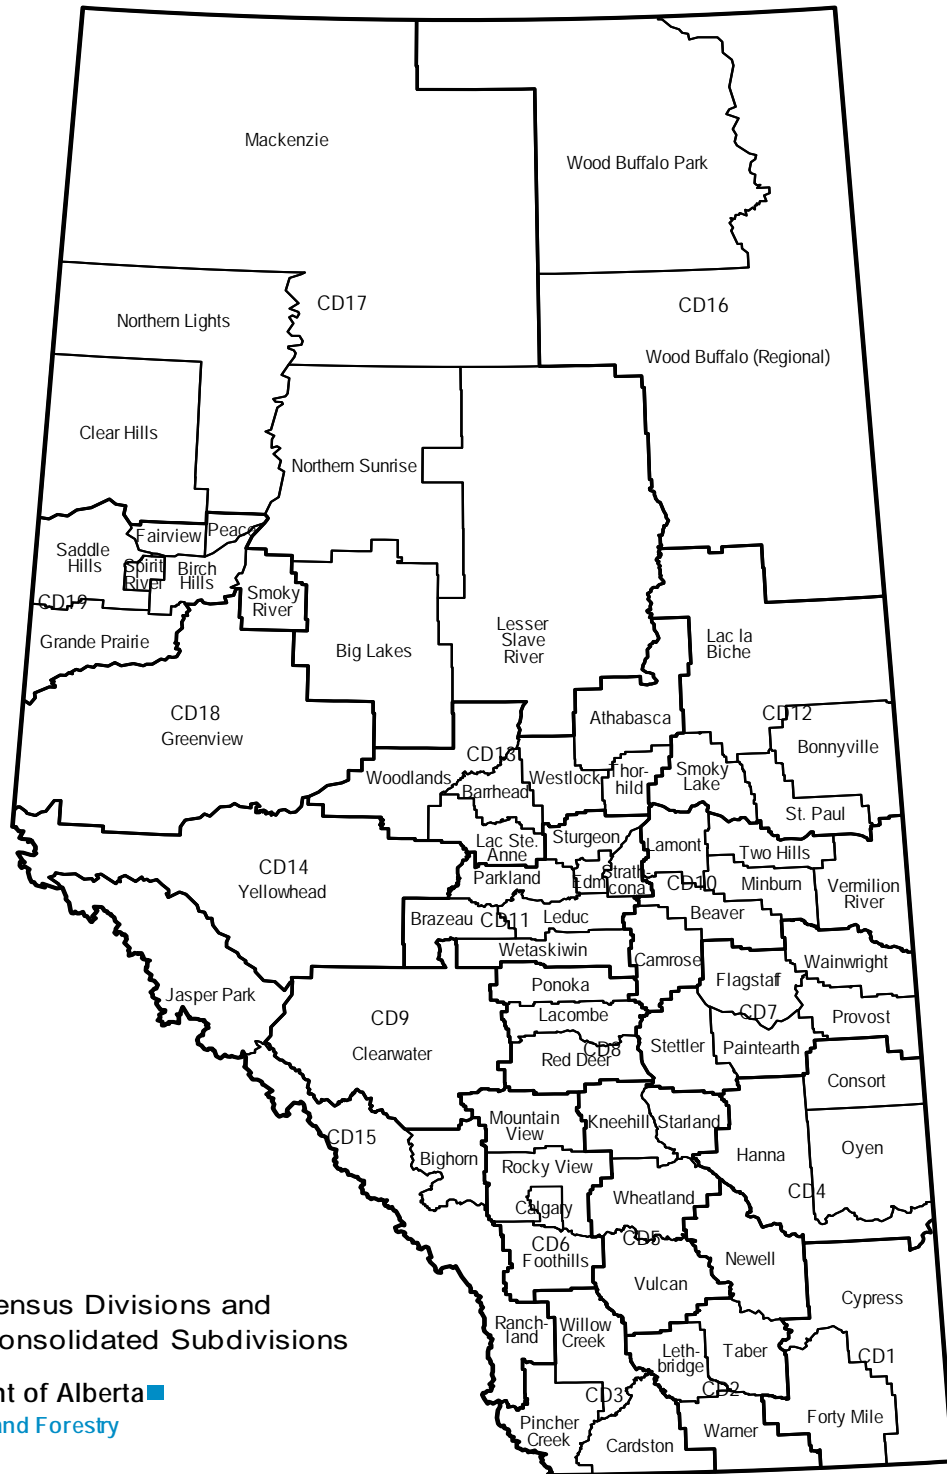 Mackenzie
Wood Buffalo Park
CD17
CD16
Northern Lights
Wood Buffalo (Regional)
Clear Hills
Northern Sunrise
Fairview
Peace
Saddle
Hills
Spirit
River
Birch
Hills
CD19
Smoky
River
Grande Prairie
Big Lakes
Lesser
Slave
River
Lac la
Biche
CD18
Greenview
Athabasca
CD12
Bonnyville
CD13
Woodlands
Barrhead
Westlock
Thor-
hild
Smoky
Lake
St. Paul
Lac Ste.
Anne
Sturgeon
Lamont
Two Hills
CD14
Yellowhead
Parkland
Edm
Strath-
cona
CD10
Minburn
Vermilion
River
Brazeau
CD11
Leduc
Beaver
Wetaskiwin
Camrose
Wainwright
Jasper Park
Ponoka
Flagstaff
CD9
Lacombe
CD7
Provost
Clearwater
Red Deer
CD8
Stettler
Paintearth
Consort
Mountain
View
Kneehill
Starland
CD15
Bighorn
Rocky View
Hanna
Oyen
Calgary
Wheatland
CD4
CD6
Foothills
CD5
Newell
Vulcan
Cypress
ensus Divisions and
onsolidated Subdivisions
Ranch-
land
Willow
Creek
Leth-
bridge
Taber
CD1
nt of Alberta
nd Forestry
CD3
CD2
Pincher
Creek
Cardston
Warner
Forty Mile